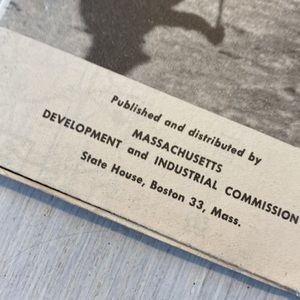 Published and distributed by
MASSACHUSETTS
DEVELOPMENT and INDUSTRIAL COMMISSION
State House, Boston 33, Mass.